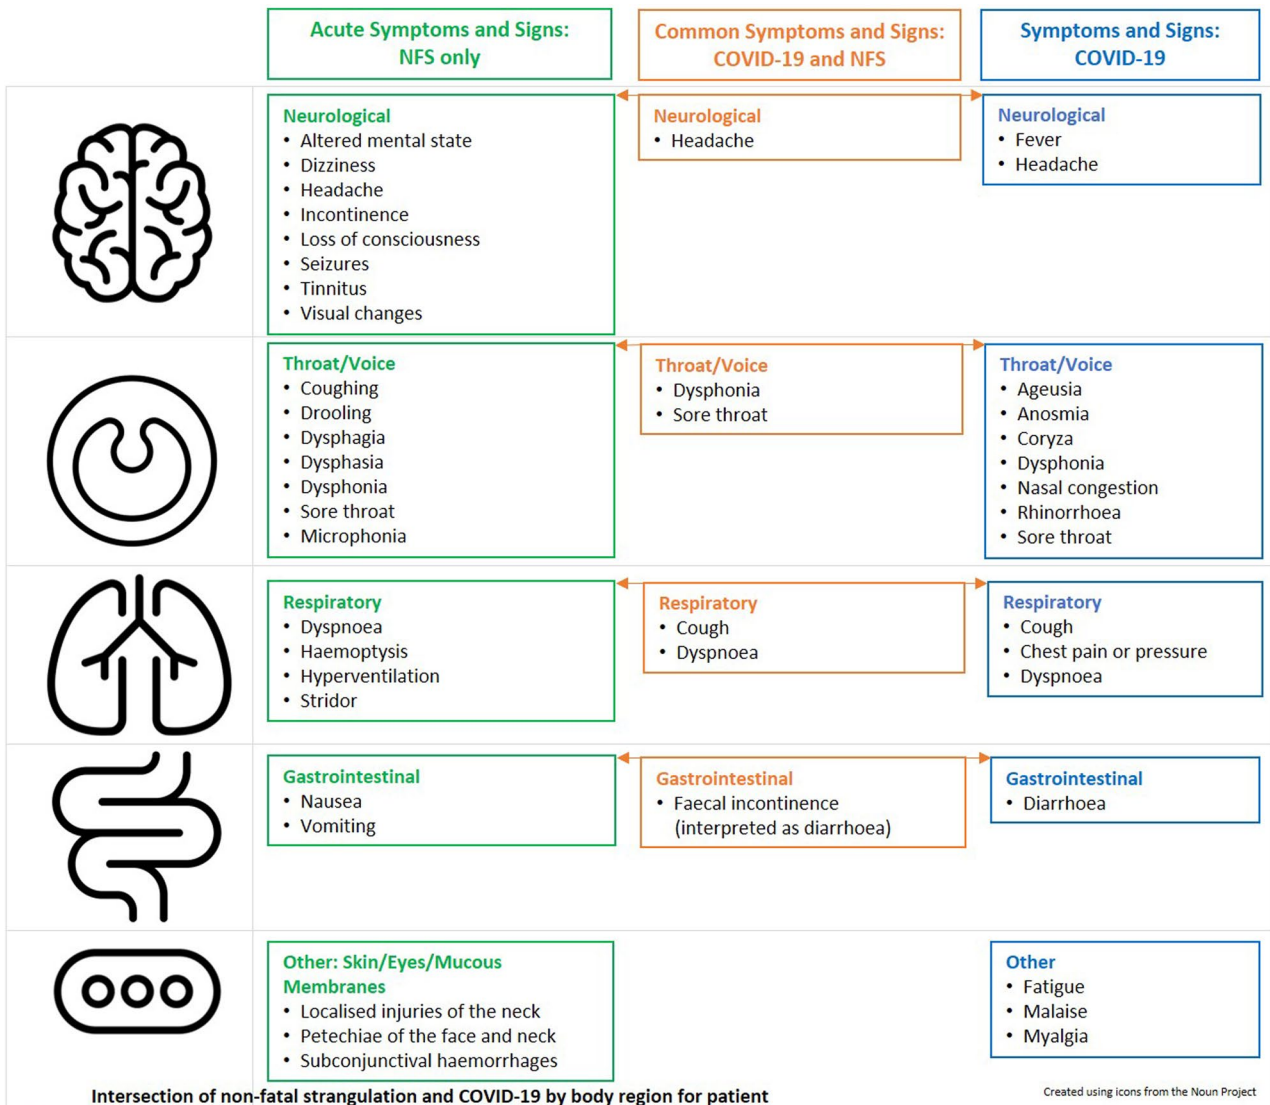 Acute Symptoms and Signs:
NFS only
Common Symptoms and Signs:
COVID-19 and NFS
Symptoms and Signs:
COVID-19
Neurological
• Altered mental state
• Dizziness
• Headache
• Incontinence
• Loss of consciousness
• Seizures
• Tinnitus
• Visual changes
Neurological
• Headache
Neurological
• Fever
• Headache
Throat/Voice
• Coughing
• Drooling
• Dysphagia
• Dysphasia
• Dysphonia
• Sore throat
• Microphonia
Throat/Voice
• Dysphonia
• Sore throat
Throat/Voice
• Ageusia
• Anosmia
• Coryza
• Dysphonia
• Nasal congestion
• Rhinorrhoea
• Sore throat
Respiratory
• Dyspnoea
• Haemoptysis
• Hyperventilation
• Stridor
Respiratory
• Cough
• Dyspnoea
Respiratory
• Cough
• Chest pain or pressure
• Dyspnoea
Gastrointestinal
• Nausea
• Vomiting
Gastrointestinal
• Faecal incontinence
(interpreted as diarrhoea)
Gastrointestinal
• Diarrhoea
Other: Skin/Eyes/Mucous
Membranes
• Localised injuries of the neck
• Petechiae of the face and neck
• Subconjunctival haemorrhages
Other
• Fatigue
• Malaise
• Myalgia
Intersection of non-fatal strangulation and COVID-19 by body region for patient
Created using icons from the Noun Project